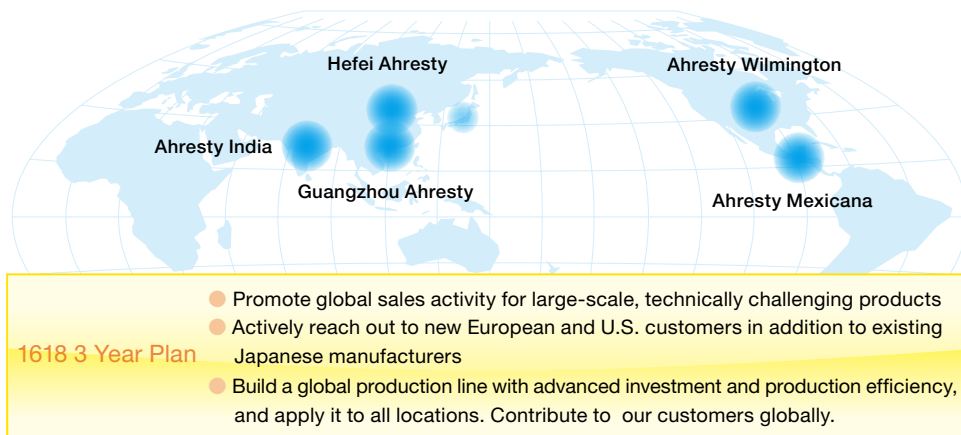 Hefei Ahresty
Ahresty Wilmington
Ahresty India
Guangzhou Ahresty
Ahresty Mexicana
1618 3 Year Plan
Promote global sales activity for large-scale, technically challenging products
Actively reach out to new European and U.S. customers in addition to existing
Japanese manufacturers
Build a global production line with advanced investment and production efficiency,
and apply it to all locations. Contribute to our customers globally.